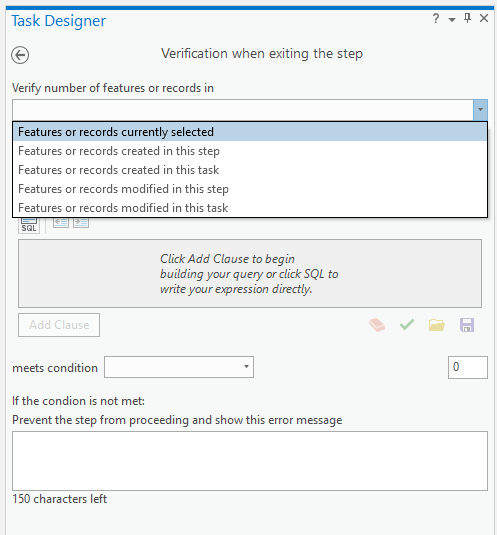 Task Designer
?
Verification when exiting the step
Verify number of features or records in
Features or records currently selected
Features or records created in this step
Features or records created in this task
Features or records modified in this step
Features or records modified in this task
SQL
Click Add Clause to begin
building your query or click SQL to
write your expression directly.
Add Clause
meets condition
0
If the condion is not met:
Prevent the step from proceeding and show this error message
150 characters left